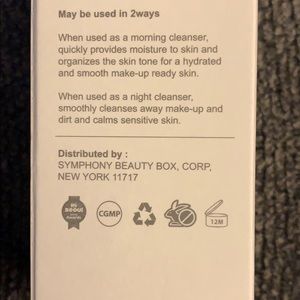 May be used in 2ways
When used as a morning cleanser,
quickly provides moisture to skin and
organizes the skin tone for a hydrated
and smooth make-up ready skin.
When used as a night cleanser,
smoothly cleanses away make-up and
dirt and calms sensitive skin.
Distributed by :
SYMPHONY BEAUTY BOX, CORP,
NEW YORK 11717
seoul
CGMP
12M